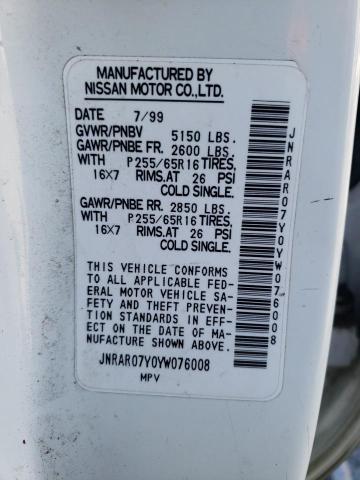 MANUFACTURED BY
NISSAN MOTOR CO.,LTD.
DATE 7/99
GVWR/PNBV 5150 LBS.
GAWR/PNBE FR. 2600 LBS.
WITH P255/65R16 TIRES,
16X7 RIMS.AT 26 PSI
COLD SINGLE.
GAWR/PNBE RR. 2850 LBS.
WITH P255/65R16 TIRES,
16X7 RIMS.AT 26 PSI
COLD SINGLE.
THIS VEHICLE CONFORMS
TO ALL APPLICABLE FED-
ERAL MOTOR VEHICLE SA-
FETY AND THEFT PREVEN-
TION STANDARDS IN EFF-
ECT ON THE DATE OF MA-
NUFACTURE SHOWN ABOVE.
JNRAR07Y0YW076008
MPV
JNRAR07Y0YW076008